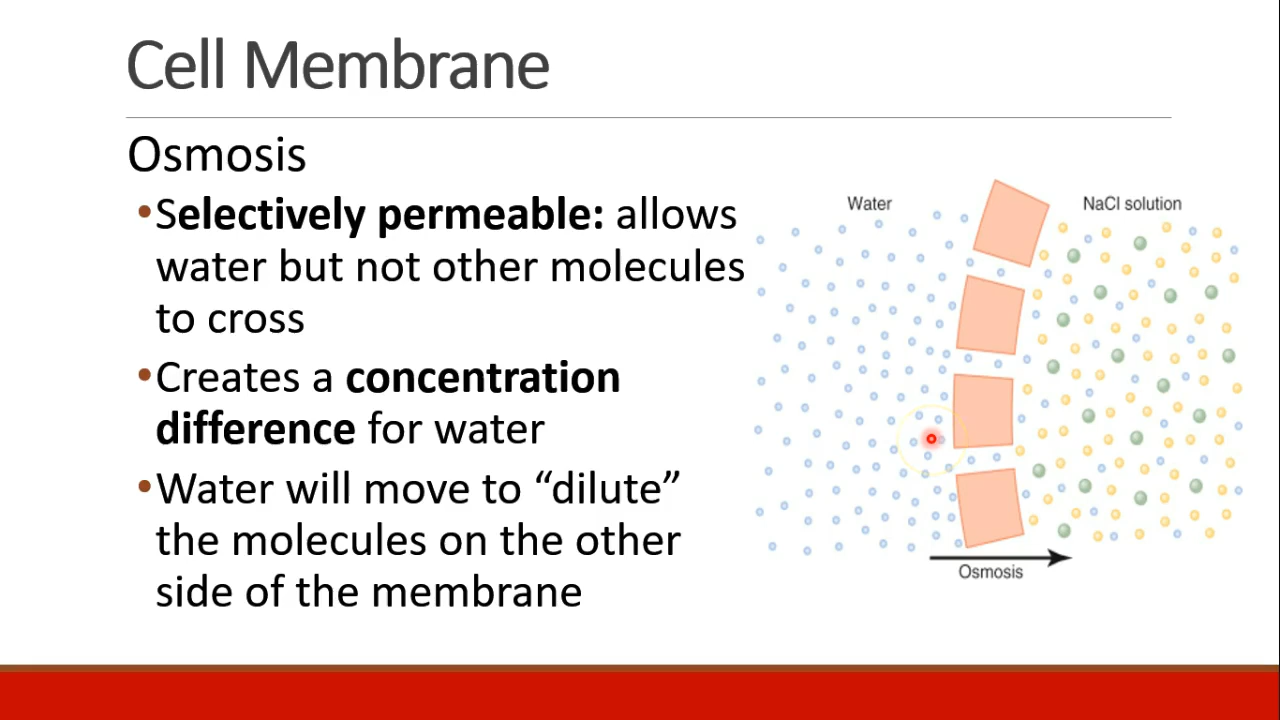 Cell Membrane
Osmosis
•Selectively permeable: allows
water but not other molecules
to cross
•Creates a concentration
difference for water
•Water will move to “dilute”
the molecules on the other
side of the membrane
Water
NaCl solution
Osmosis